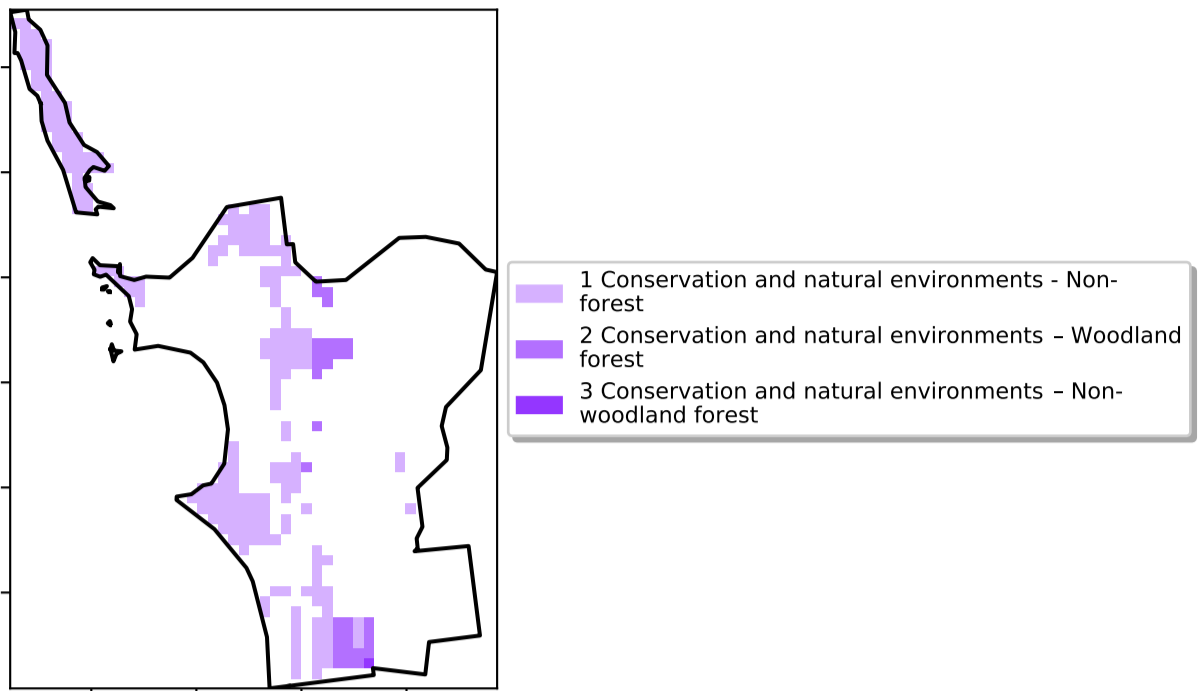 1 Conservation and natural environments - Non-
forest
2 Conservation and natural environments – Woodland
forest
3 Conservation and natural environments – Non-
woodland forest